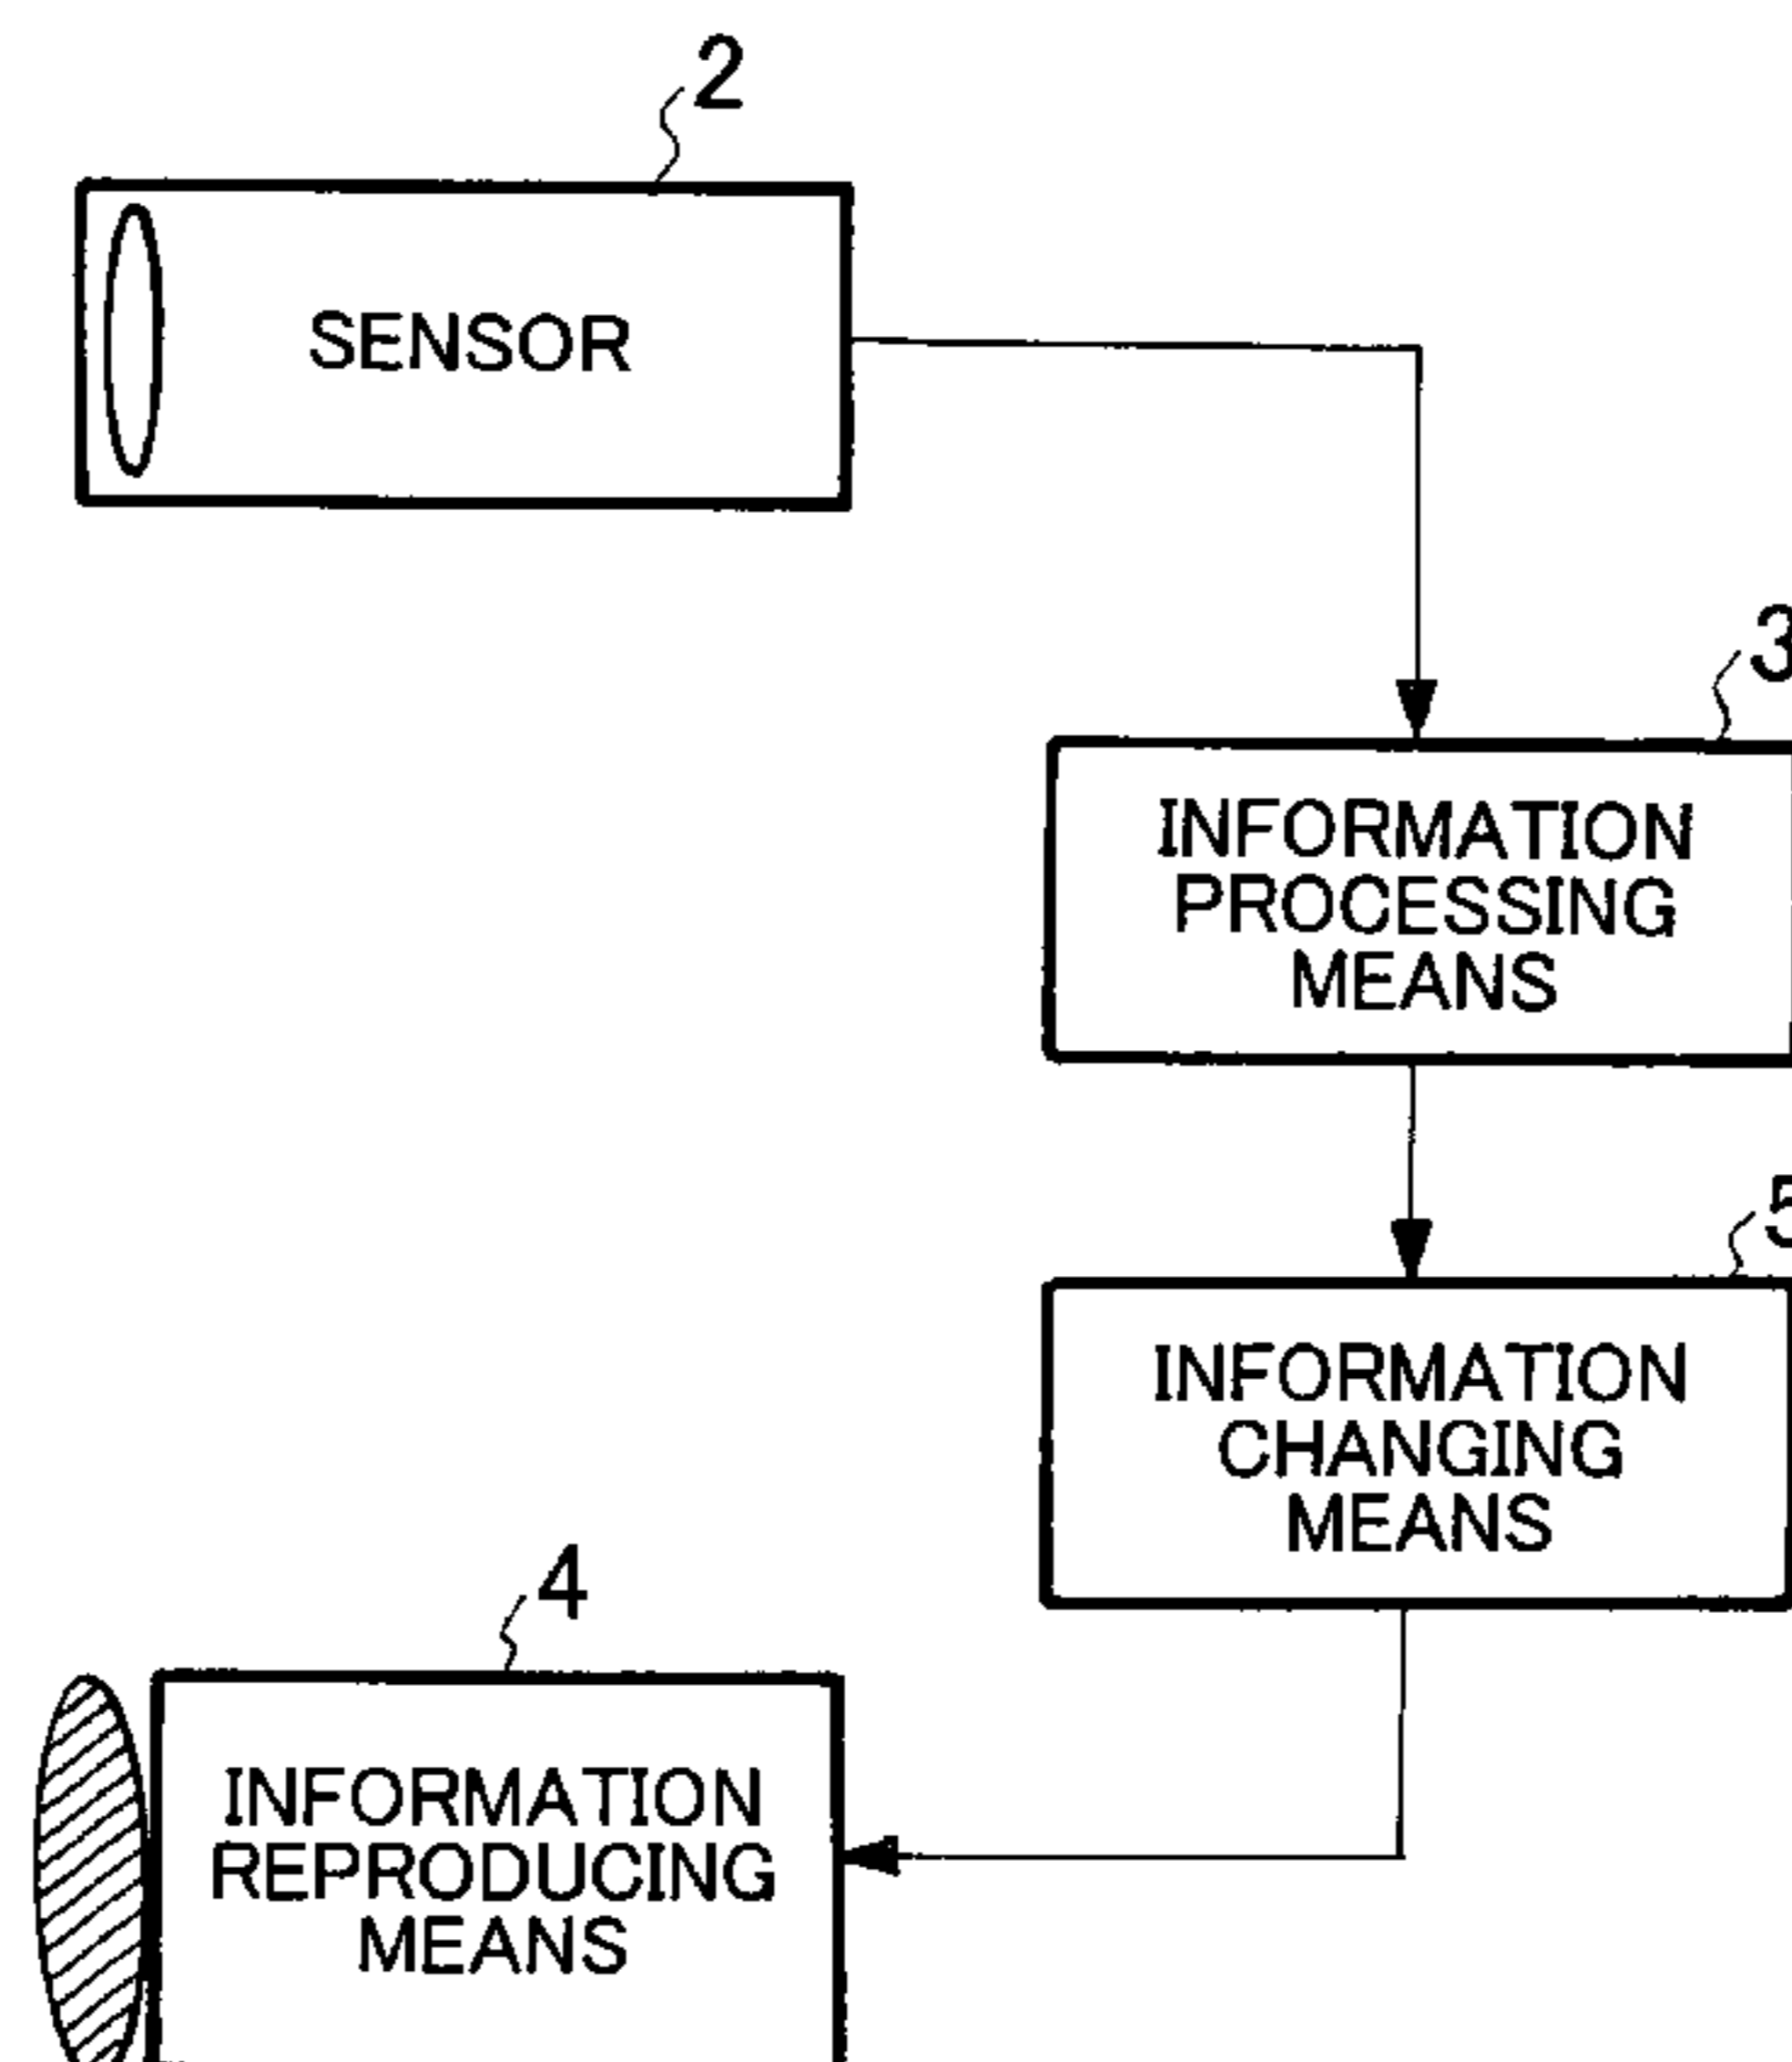 2
SENSOR
3
INFORMATION
PROCESSING
MEANS
5
INFORMATION
CHANGING
MEANS
4
INFORMATION
REPRODUCING
MEANS